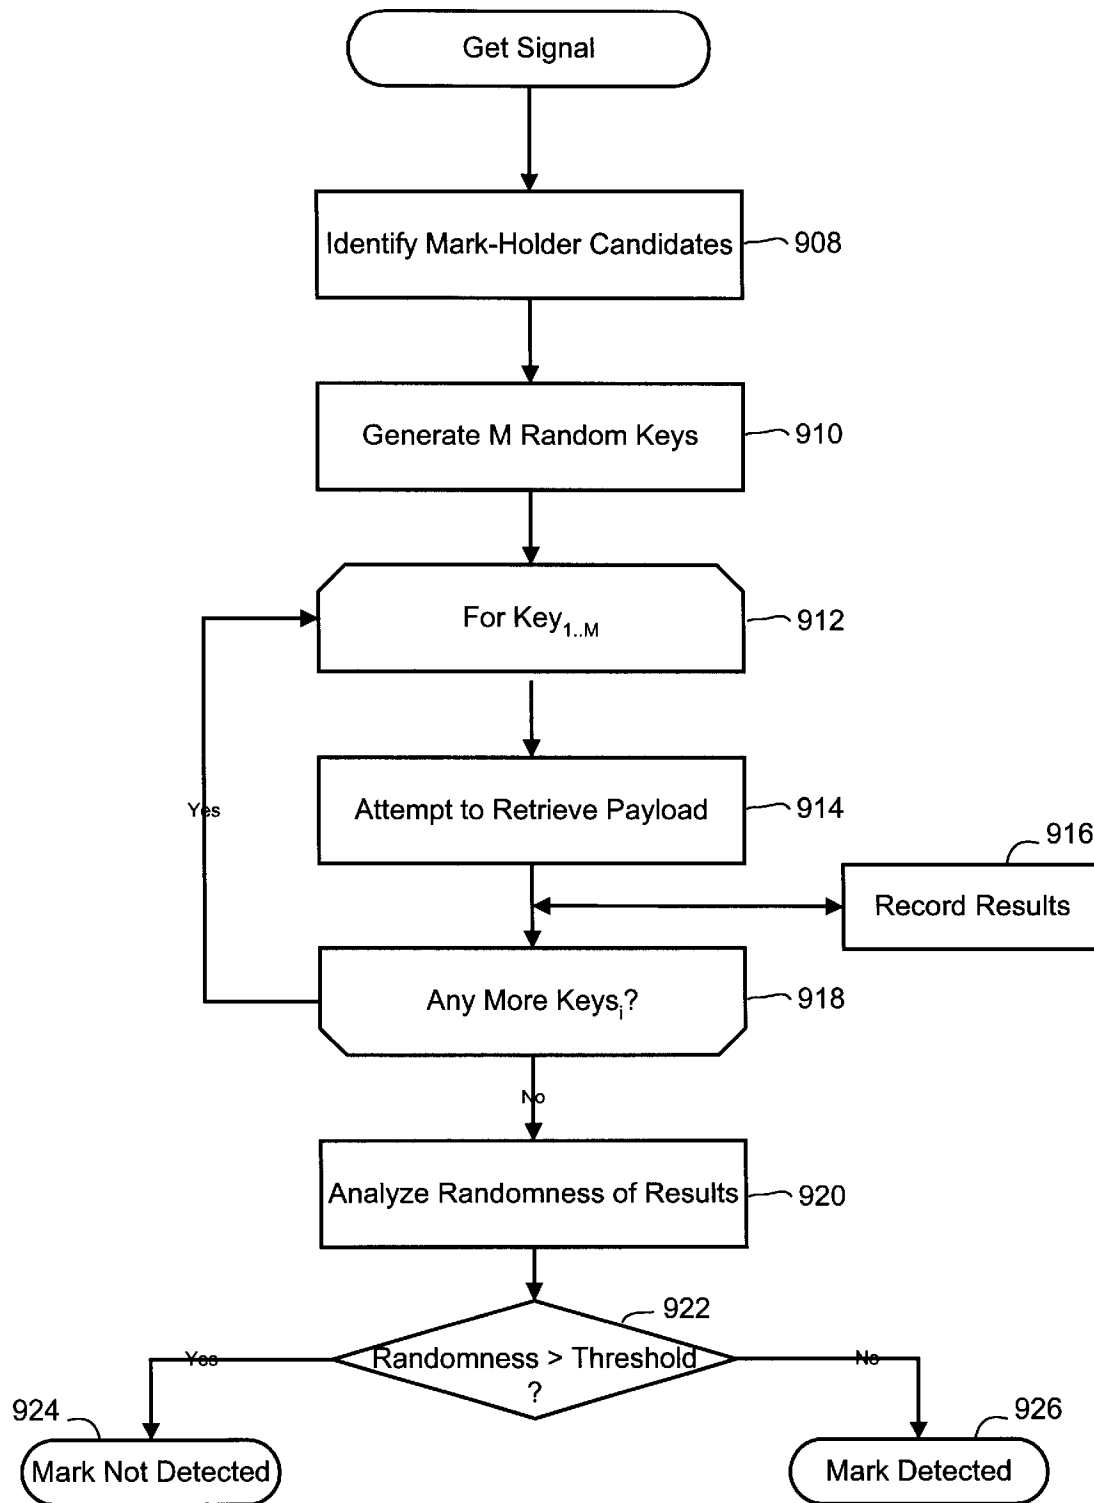 Get Signal
Identify Mark-Holder Candidates
908
Generate M Random Keys
910
For Key1..M
912
Yes
Attempt to Retrieve Payload
914
916
Record Results
Any More Keysi?
918
No
Analyze Randomness of Results
920
922
Randomness > Threshold
?
Yes
No
924
926
Mark Not Detected
Mark Detected